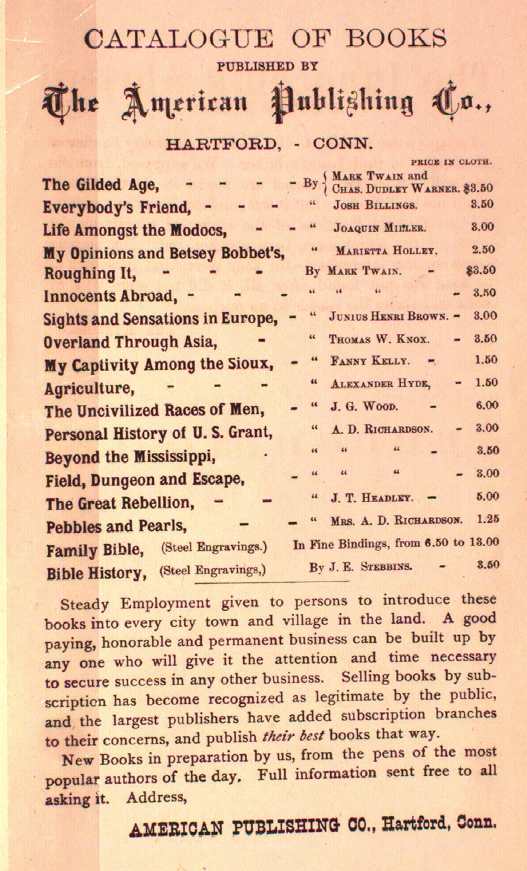 CATALOGUE OF BOOKS
PUBLISHED BY
The American Publishing Co.,
HARTFORD, - CONN.
PRICE IN CLOTH.
The Gilded Age, - - - - By { MARK TWAIN and CHAS. DUDLEY WARNER. $3.50
Everybody's Friend, - - - " JOSH BILLINGS. 3.50
Life Amongst the Modocs, - - " JOAQUIN MILLER. 3.00
My Opinions and Betsey Bobbet's, " MARIETTA HOLLEY. 2.50
Roughing It, - - - By MARK TWAIN. - $3.50
Innocents Abroad, - - - - " " " - 3.50
Sights and Sensations in Europe, - " JUNIUS HENRI BROWN. - 3.00
Overland Through Asia, - " THOMAS W. KNOX. - 3.50
My Captivity Among the Sioux, - " FANNY KELLY. - 1.50
Agriculture, - - - " ALEXANDER HYDE, - 1.50
The Uncivilized Races of Men, - " J. G. WOOD. - 6.00
Personal History of U. S. Grant, " A. D. RICHARDSON. - 3.00
Beyond the Mississippi, - " " " - 3.50
Field, Dungeon and Escape, - " " " - 3.00
The Great Rebellion, - - " J. T. HEADLEY. - 5.00
Pebbles and Pearls, - - " MRS. A. D. RICHARDSON. 1.25
Family Bible, (Steel Engravings.) In Fine Bindings, from 6.50 to 13.00
Bible History, (Steel Engravings,) By J. E. STEBBINS. - 3.50
Steady Employment given to persons to introduce these
books into every city town and village in the land. A good
paying, honorable and permanent business can be built up by
any one who will give it the attention and time necessary
to secure success in any other business. Selling books by sub-
scription has become recognized as legitimate by the public,
and the largest publishers have added subscription branches
to their concerns, and publish their best books that way.
New Books in preparation by us, from the pens of the most
popular authors of the day. Full information sent free to all
asking it. Address,
AMERICAN PUBLISHING CO., Hartford, Conn.